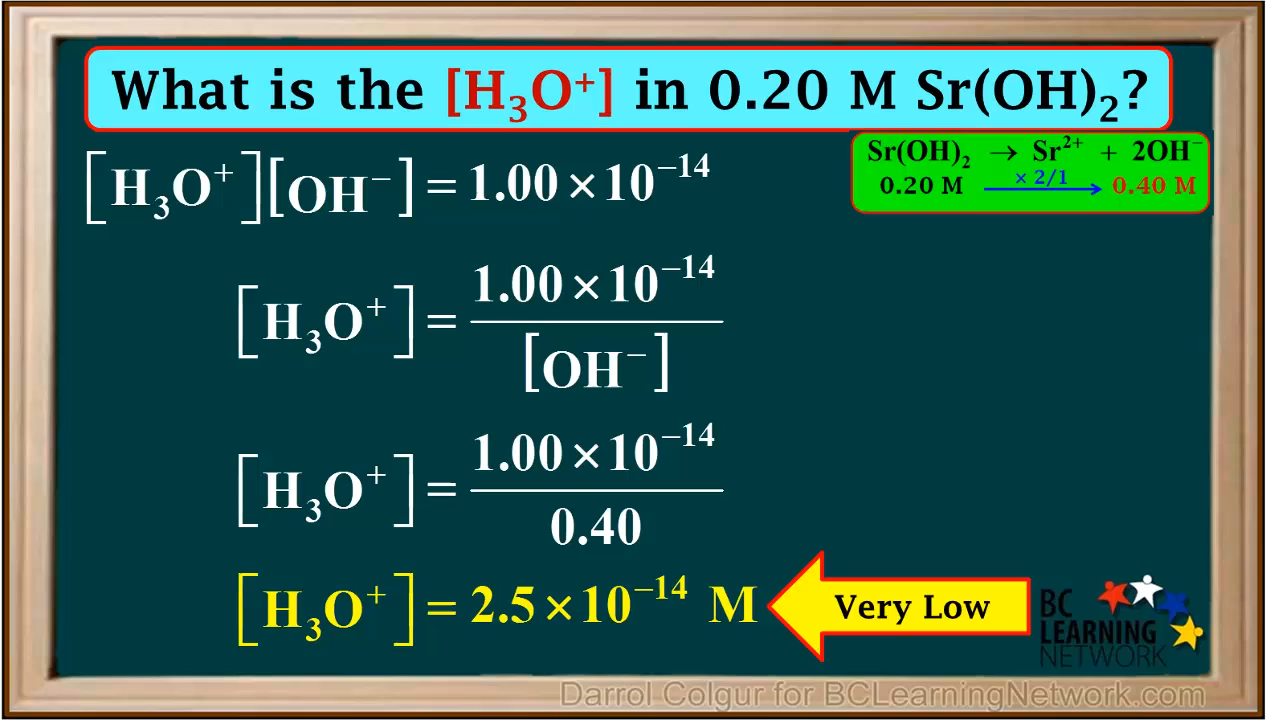 What is the [H₃O⁺] in 0.20 M Sr(OH)₂?
Sr(OH)₂ → Sr²⁺ + 2OH⁻
× 2/1
0.20 M → 0.40 M
[H₃O⁺][OH⁻] = 1.00 × 10⁻¹⁴
[H₃O⁺] = 1.00 × 10⁻¹⁴
[OH⁻]
[H₃O⁺] = 1.00 × 10⁻¹⁴
0.40
[H₃O⁺] = 2.5 × 10⁻¹⁴ M
Very Low
BC
LEARNING
NETWORK
Darrol Colgur for BCLearningNetwork.com